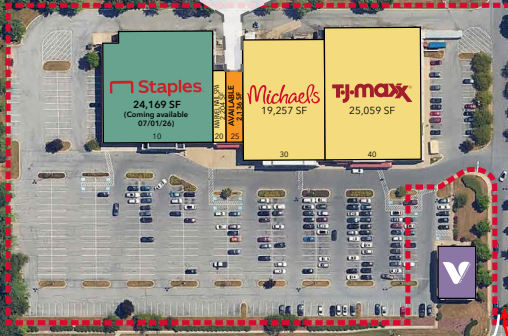 Staples
24,169 SF
(Coming available
07/01/26)
10
20
AVAILABLE
2,136 SF
25
Michaels
19,257 SF
30
T.J.maxx
25,059 SF
40
V